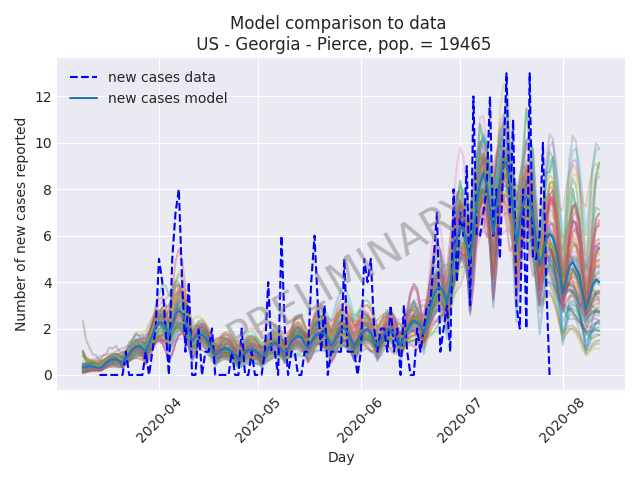 Model comparison to data
US - Georgia - Pierce, pop. = 19465
new cases data
new cases model
Number of new cases reported
12
10
8
6
4
2
0
PRELIMINARY
2020-04
2020-05
2020-06
2020-07
2020-08
Day